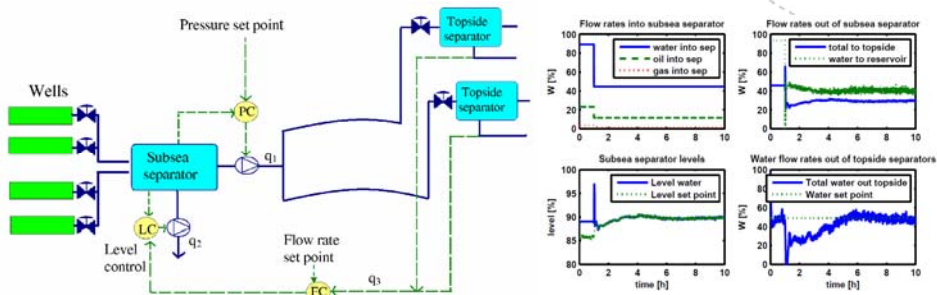 Pressure set point
Topside
separator
Topside
separator
Wells
PC
Subsea
separator
q1
LC
q2
Level
control
Flow rate
set point
q3
FC
Flow rates into subsea separator
W [%]
100
80
60
40
20
0
water into sep
oil into sep
gas into sep
0 2 4 6 8 10
Flow rates out of subsea separator
W [%]
100
80
60
40
20
0
total to topside
water to reservoir
0 2 4 6 8 10
Subsea separator levels
level [%]
100
95
90
85
80
Level water
Level set point
0 2 4 6 8 10
time [h]
Water flow rates out of topside separators
W [%]
100
80
60
40
20
0
Total water out topside
Water set point
0 2 4 6 8 10
time [h]